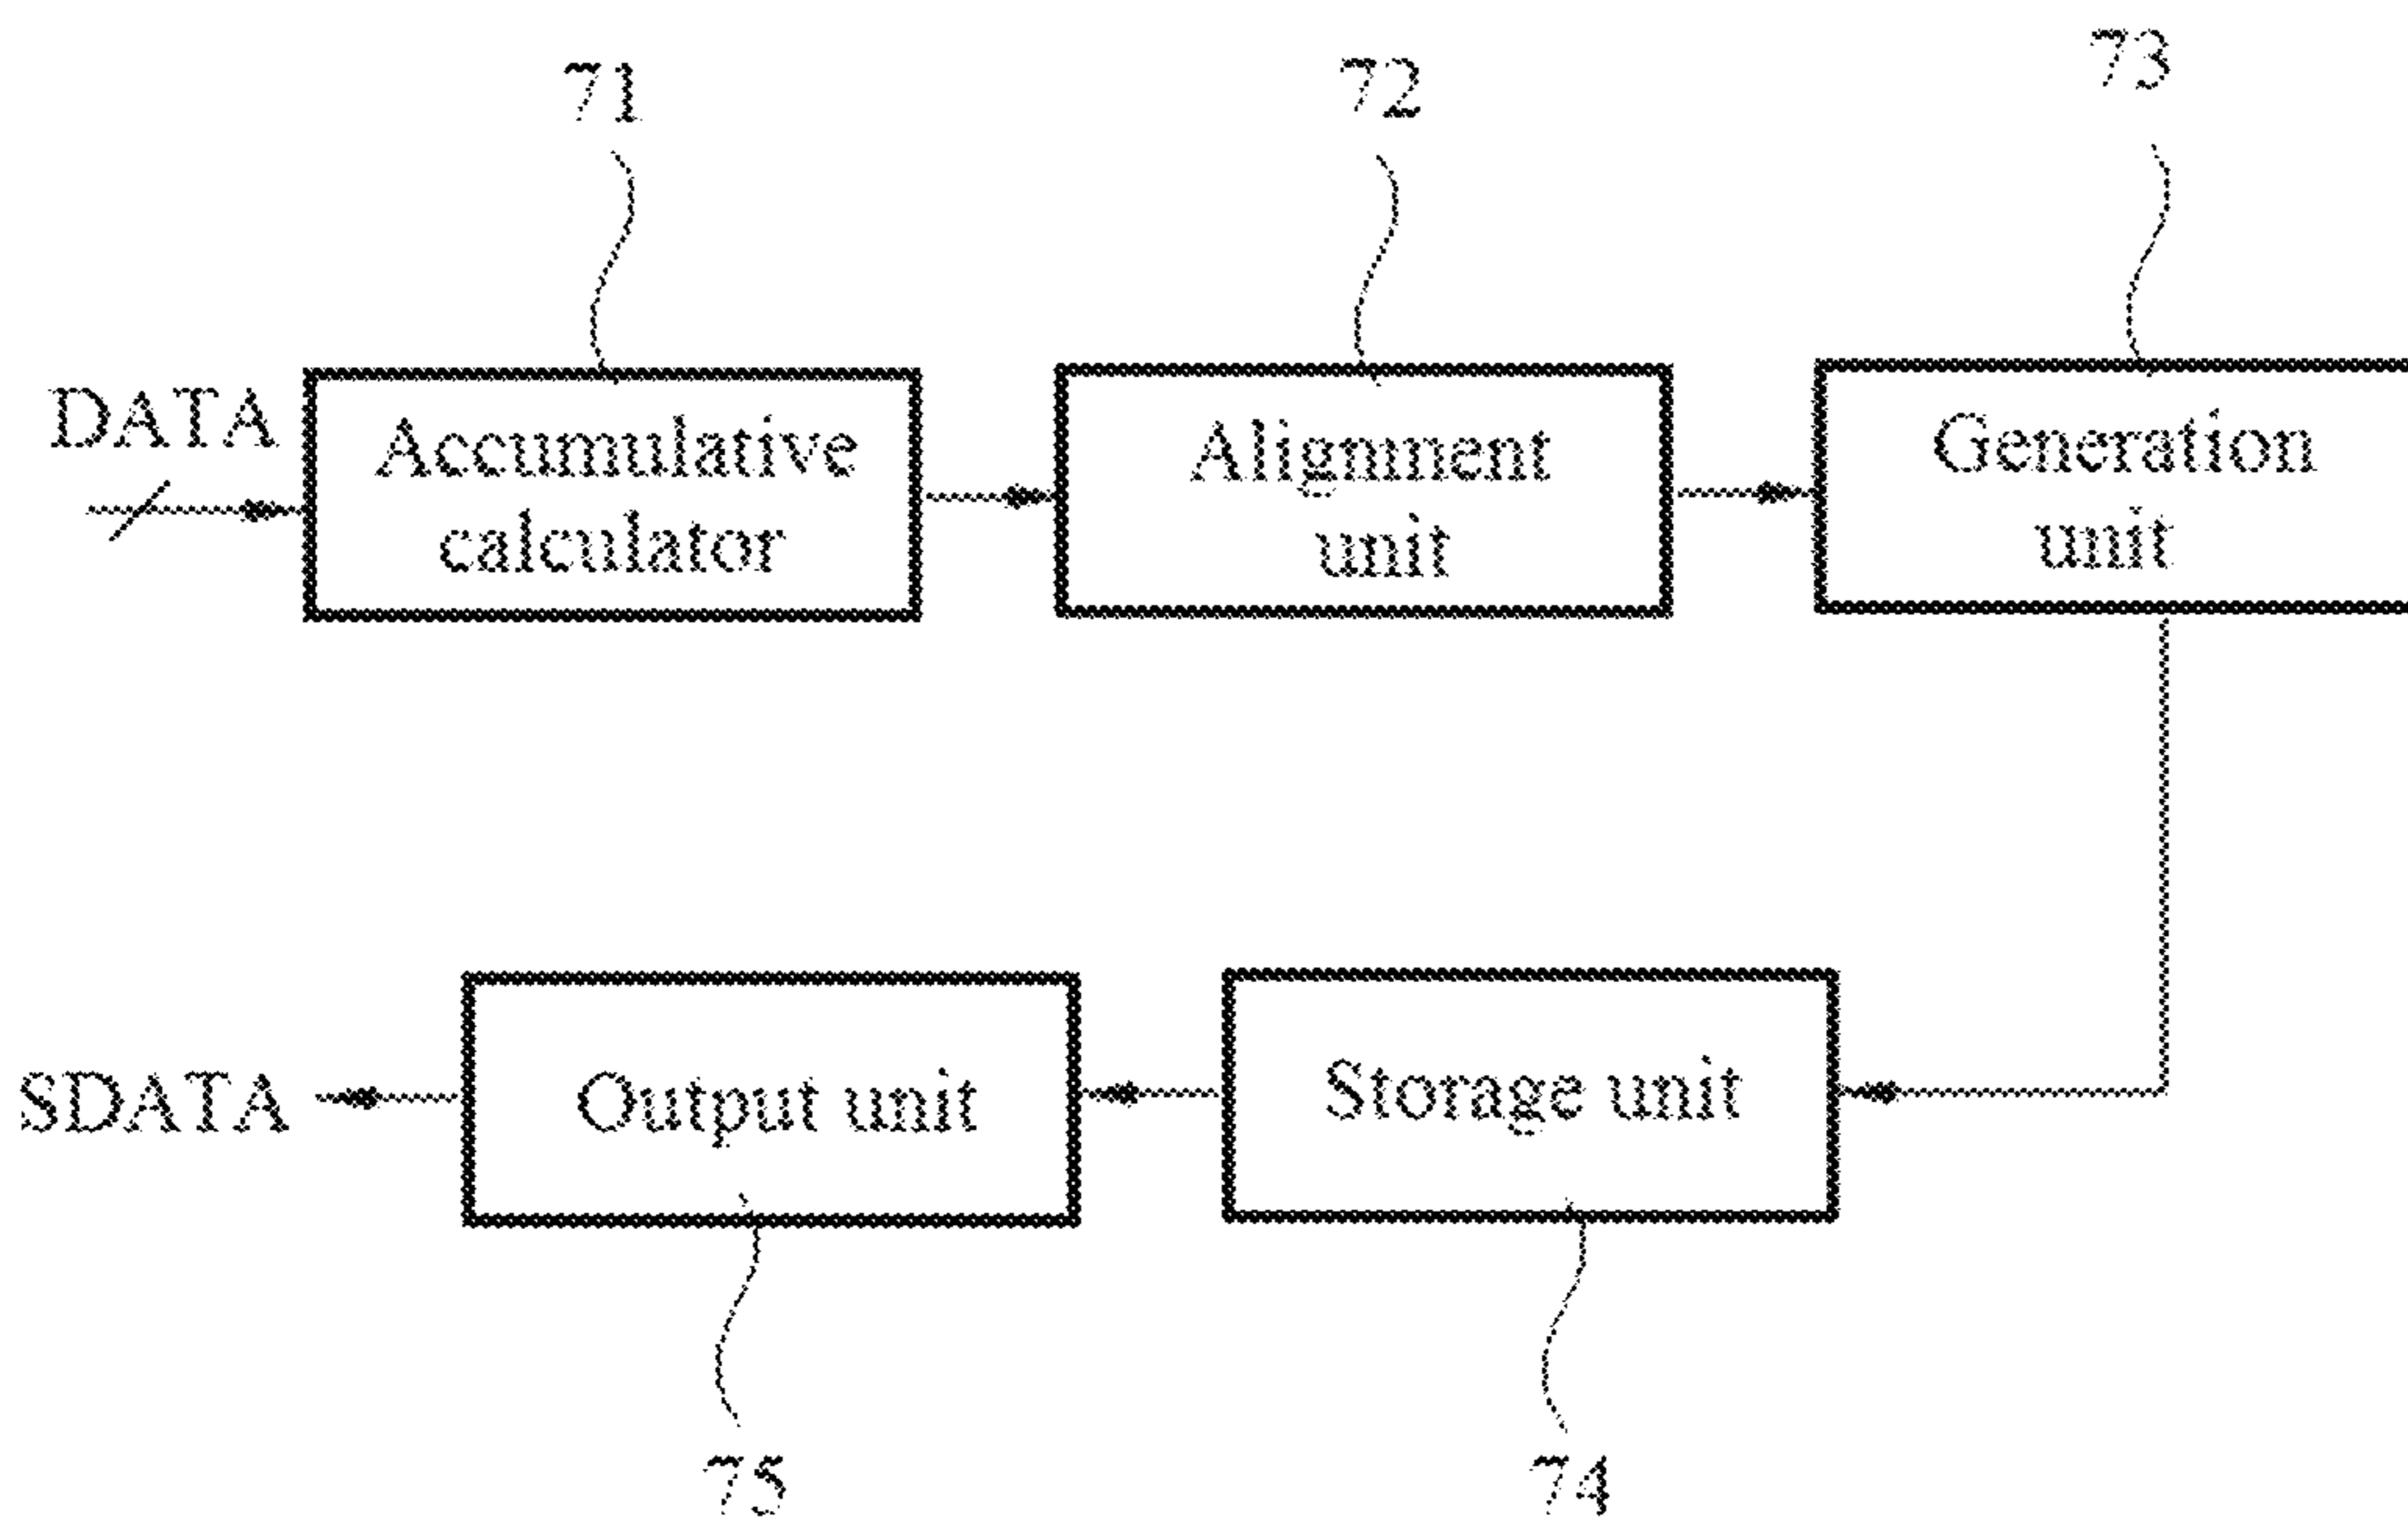 71
72
73
DATA
Accumulative
calculator
Alignment
unit
Generation
unit
SDATA
Output unit
Storage unit
75
74